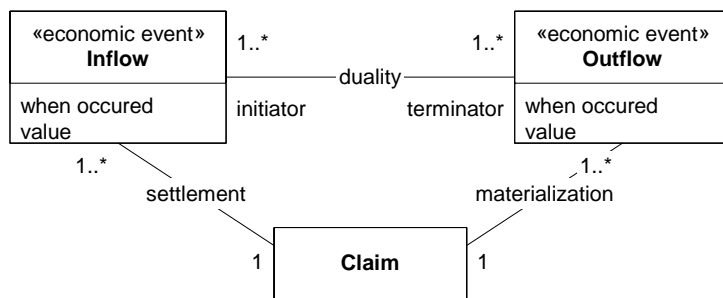 «economic event»
Inflow
when occured
value
1..*
duality
1..*
initiator
terminator
«economic event»
Outflow
when occured
value
1..*
settlement
1
1..*
materialization
1
Claim